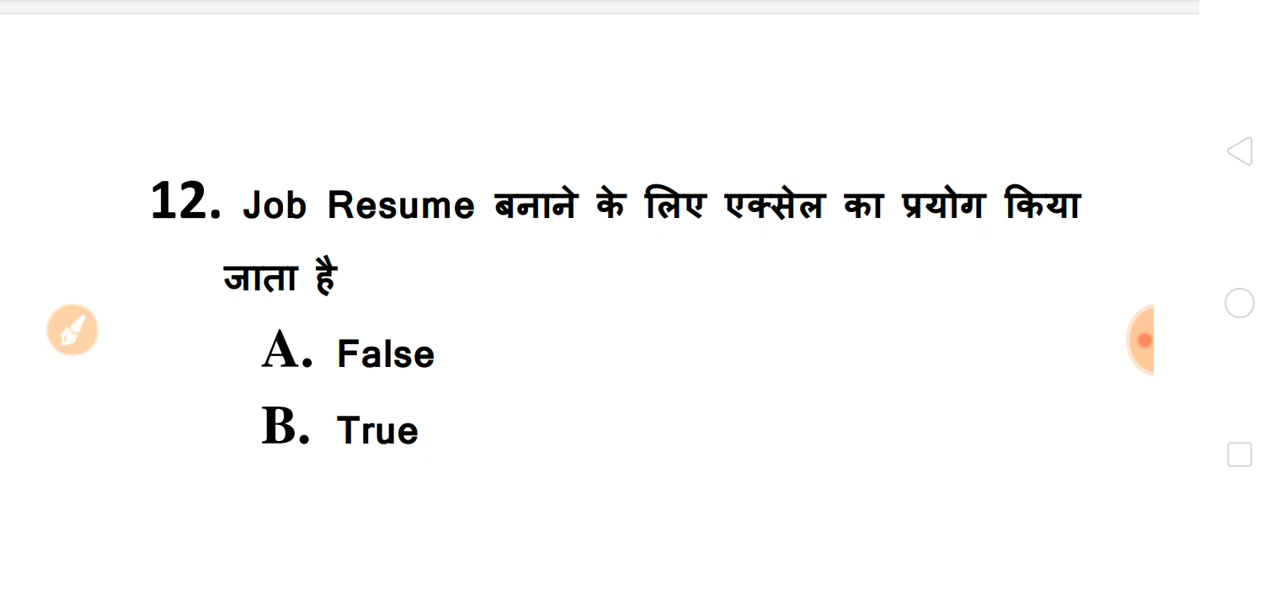 12. Job Resume बनाने के लिए एक्सेल का प्रयोग किया
जाता है
A. False
B. True